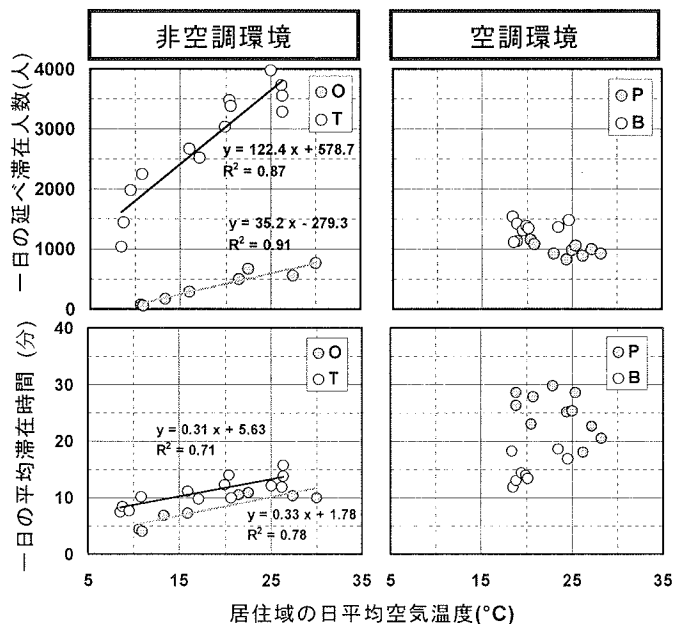 非空調環境
空調環境
一日の延べ滞在人数(人)
4000
3000
2000
1000
0
O
T
y = 122.4 x + 578.7
R² = 0.87
y = 35.2 x - 279.3
R² = 0.91
P
B
一日の平均滞在時間 (分)
40
30
20
10
0
O
T
y = 0.31 x + 5.63
R² = 0.71
y = 0.33 x + 1.78
R² = 0.78
P
B
5 15 25 35 5 15 25 35
居住域の日平均空気温度(°C)